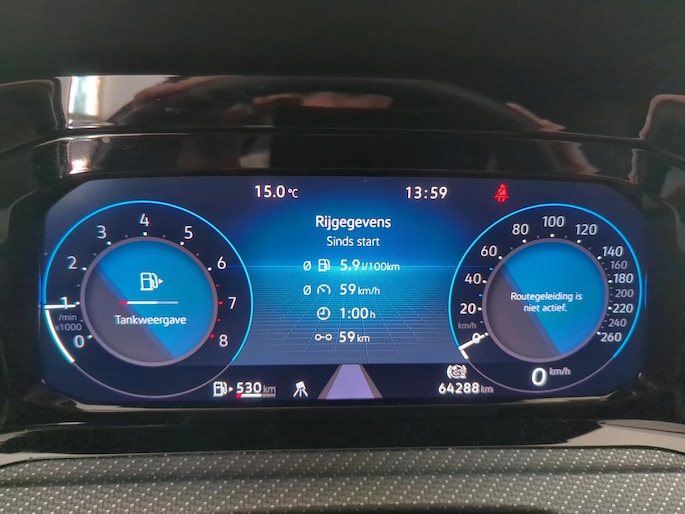 15.0 °C
13:59
Rijgegevens
Sinds start
Ø 5.9 l/100km
Ø 59 km/h
1:00 h
59 km
0
1
2
3
4
5
6
7
8
/min
x1000
Tankweergave
0
20
40
60
80
100
120
140
160
180
200
220
240
260
km/h
Routegeleiding is
niet actief.
530 km
64288 km
0 km/h